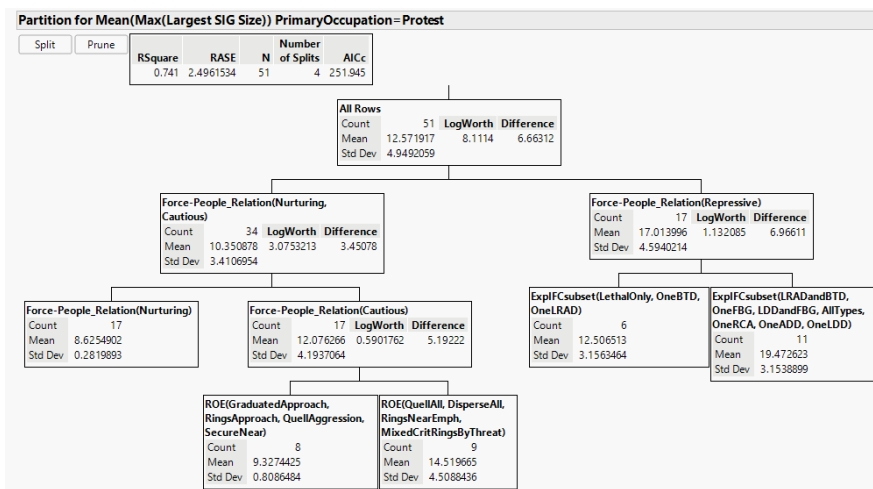 Partition for Mean(Max(Largest SIG Size)) PrimaryOccupation=Protest
Split Prune
Number
RSquare RASE N of Splits AICc
0.741 2.4961534 51 4 251.945
All Rows
Count 51 LogWorth Difference
Mean 12.571917 8.1114 6.66312
Std Dev 4.9492059
Force-People_Relation(Nurturing,
Cautious)
Count 34 LogWorth Difference
Mean 10.350878 3.0753213 3.45078
Std Dev 3.4106954
Force-People_Relation(Repressive)
Count 17 LogWorth Difference
Mean 17.013996 1.132085 6.96611
Std Dev 4.5940214
Force-People_Relation(Nurturing)
Count 17
Mean 8.6254902
Std Dev 0.2819893
Force-People_Relation(Cautious)
Count 17 LogWorth Difference
Mean 12.076266 0.5901762 5.19222
Std Dev 4.1937064
ExpIFCsubset(LethalOnly, OneBTD,
OneLRAD)
Count 6
Mean 12.506513
Std Dev 3.1563464
ExpIFCsubset(LRADandBTD,
OneFBG, LDDandFBG, AllTypes,
OneRCA, OneADD, OneLDD)
Count 11
Mean 19.472623
Std Dev 3.1538899
ROE(GraduatedApproach,
RingsApproach, QuellAggression,
SecureNear)
Count 8
Mean 9.3274425
Std Dev 0.8086484
ROE(QuellAll, DisperseAll,
RingsNearEmph,
MixedCritRingsByThreat)
Count 9
Mean 14.519665
Std Dev 4.5088436